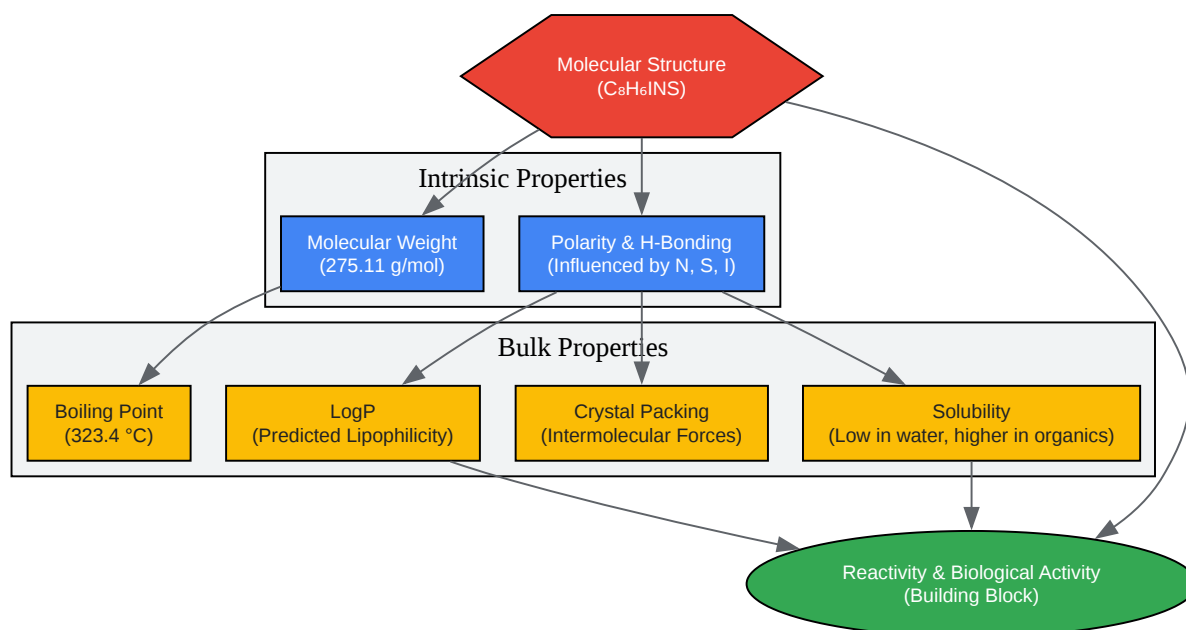 Molecular Structure
(C₈H₆INS)
Intrinsic Properties
Molecular Weight
(275.11 g/mol)
Polarity & H-Bonding
(Influenced by N, S, I)
Bulk Properties
Boiling Point
(323.4 °C)
LogP
(Predicted Lipophilicity)
Crystal Packing
(Intermolecular Forces)
Solubility
(Low in water, higher in organics)
Reactivity & Biological Activity
(Building Block)